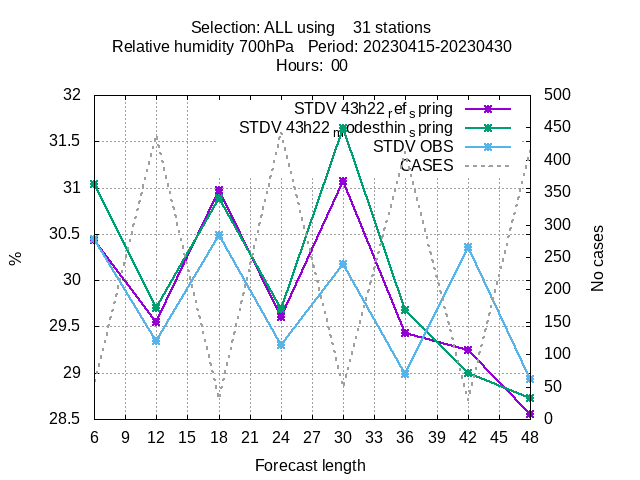 Selection: ALL using    31 stations
Relative humidity 700hPa   Period: 20230415-20230430
Hours:  00
32
31.5
31
30.5
30
29.5
29
28.5
%
STDV 43h22_ref_spring
STDV 43h22_modesthin_spring
STDV OBS
CASES
500
450
400
350
300
250
200
150
100
50
0
No cases
6 9 12 15 18 21 24 27 30 33 36 39 42 45 48
Forecast length